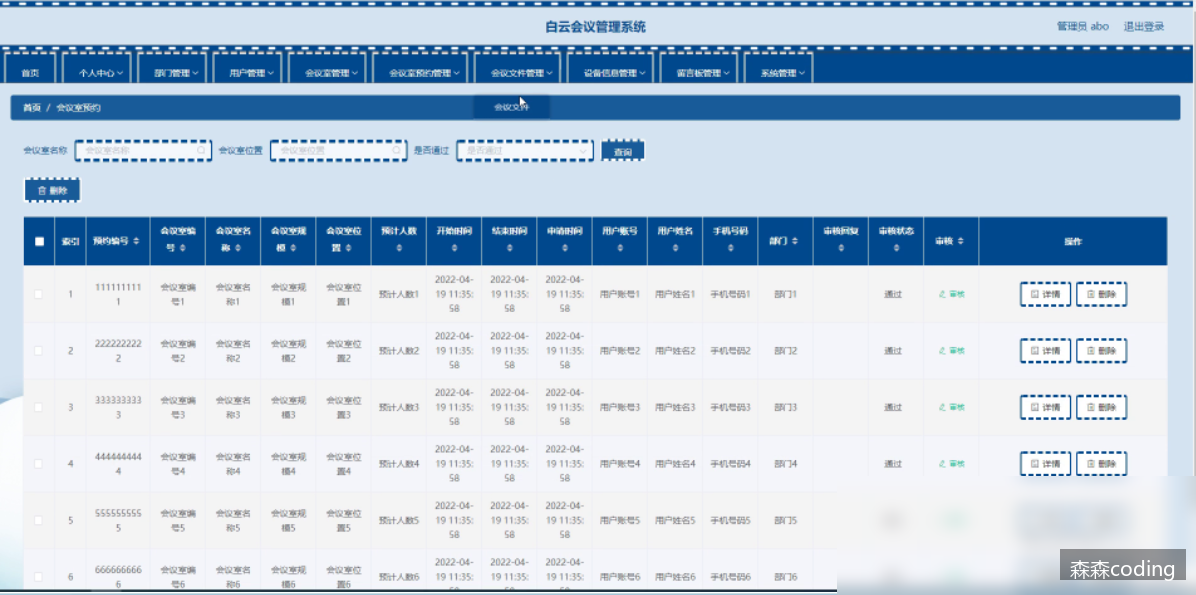 白云会议管理系统
管理员 abo 退出登录
首页 个人中心 部门管理 用户管理 会议室管理 会议室预约管理 会议文件管理 设备信息管理 留言板管理 系统管理
首页 / 会议室预约 会议文件
会议室名称 会议室名称 会议室位置 会议室位置 是否通过 是否通过 查询
删除
索引 预约编号 会议室编号 会议室名称 会议室规模 会议室位置 预计人数 开始时间 结束时间 申请时间 用户账号 用户姓名 手机号码 部门 审核回复 审核状态 审核 操作
1 1111111111 会议室编号1 会议室名称1 会议室规模1 会议室位置1 预计人数1 2022-04-19 11:35:58 2022-04-19 11:35:58 2022-04-19 11:35:58 用户账号1 用户姓名1 手机号码1 部门1 通过 审核 详情 删除
2 2222222222 会议室编号2 会议室名称2 会议室规模2 会议室位置2 预计人数2 2022-04-19 11:35:58 2022-04-19 11:35:58 2022-04-19 11:35:58 用户账号2 用户姓名2 手机号码2 部门2 通过 审核 详情 删除
3 3333333333 会议室编号3 会议室名称3 会议室规模3 会议室位置3 预计人数3 2022-04-19 11:35:58 2022-04-19 11:35:58 2022-04-19 11:35:58 用户账号3 用户姓名3 手机号码3 部门3 通过 审核 详情 删除
4 4444444444 会议室编号4 会议室名称4 会议室规模4 会议室位置4 预计人数4 2022-04-19 11:35:58 2022-04-19 11:35:58 2022-04-19 11:35:58 用户账号4 用户姓名4 手机号码4 部门4 通过 审核 详情 删除
5 5555555555 会议室编号5 会议室名称5 会议室规模5 会议室位置5 预计人数5 2022-04-19 11:35:58 2022-04-19 11:35:58 2022-04-19 11:35:58 用户账号5 用户姓名5 手机号码5 部门5
6 6666666666 会议室编号6 会议室名称6 会议室规模6 会议室位置6 预计人数6 2022-04-19 11:35: 2022-04-19 11:35: 2022-04-19 11:35: 用户账号6 用户姓名6 手机号码6 部门6
森森coding